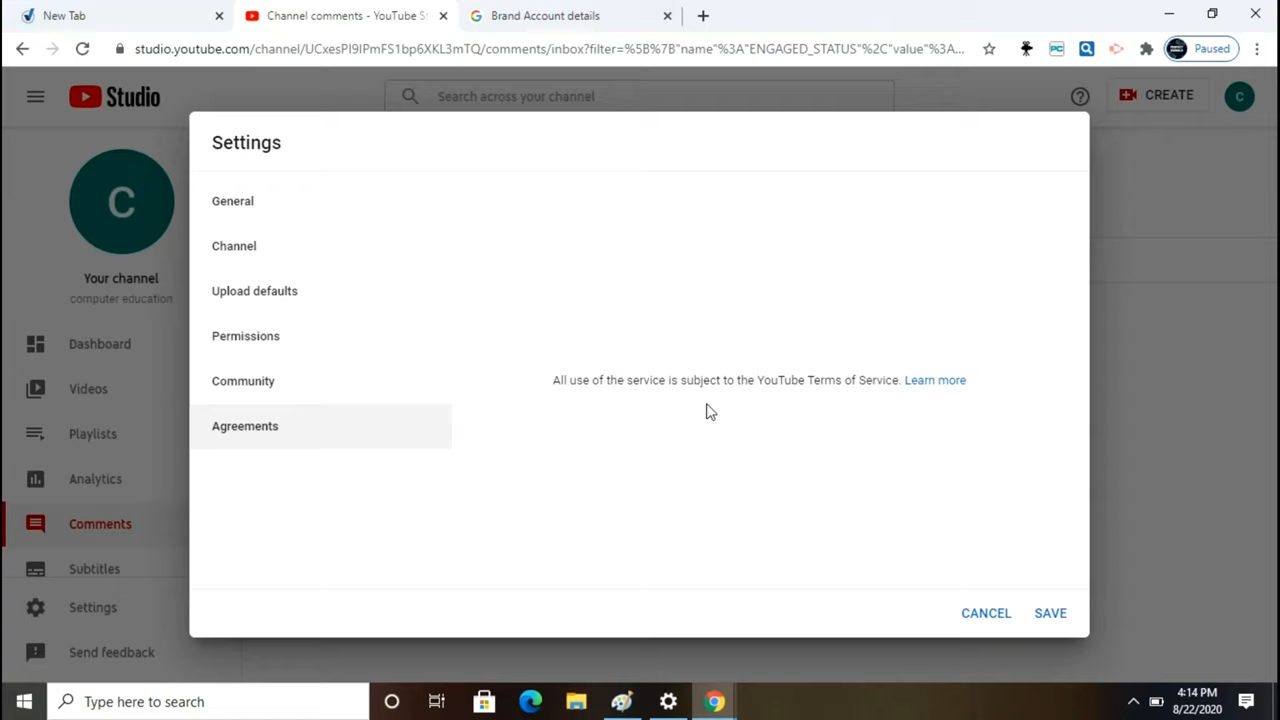 New Tab
Channel comments - YouTube S
Brand Account details
studio.youtube.com/channel/UCxesPI9IPmFS1bp6XKL3mTQ/comments/inbox?filter=%5B%7B"name"%3A"ENGAGED_STATUS"%2C"value"%3A...
PC
Paused
Studio
Search across your channel
CREATE
C
C
Your channel
computer education
Dashboard
Videos
Playlists
Analytics
Comments
Subtitles
Settings
Send feedback
Settings
General
Channel
Upload defaults
Permissions
Community
Agreements
All use of the service is subject to the YouTube Terms of Service. Learn more
CANCEL
SAVE
Type here to search
4:14 PM
8/22/2020